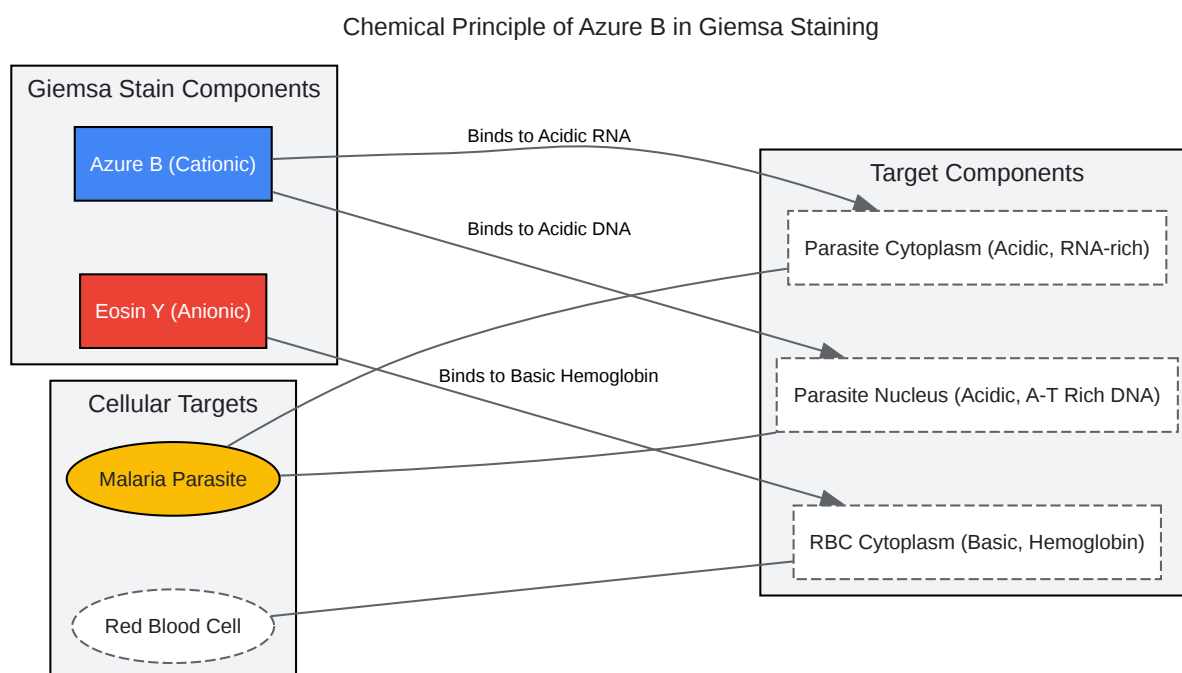 Chemical Principle of Azure B in Giemsa Staining
Giemsa Stain Components
Azure B (Cationic)
Eosin Y (Anionic)
Cellular Targets
Malaria Parasite
Red Blood Cell
Binds to Acidic RNA
Binds to Acidic DNA
Binds to Basic Hemoglobin
Target Components
Parasite Cytoplasm (Acidic, RNA-rich)
Parasite Nucleus (Acidic, A-T Rich DNA)
RBC Cytoplasm (Basic, Hemoglobin)